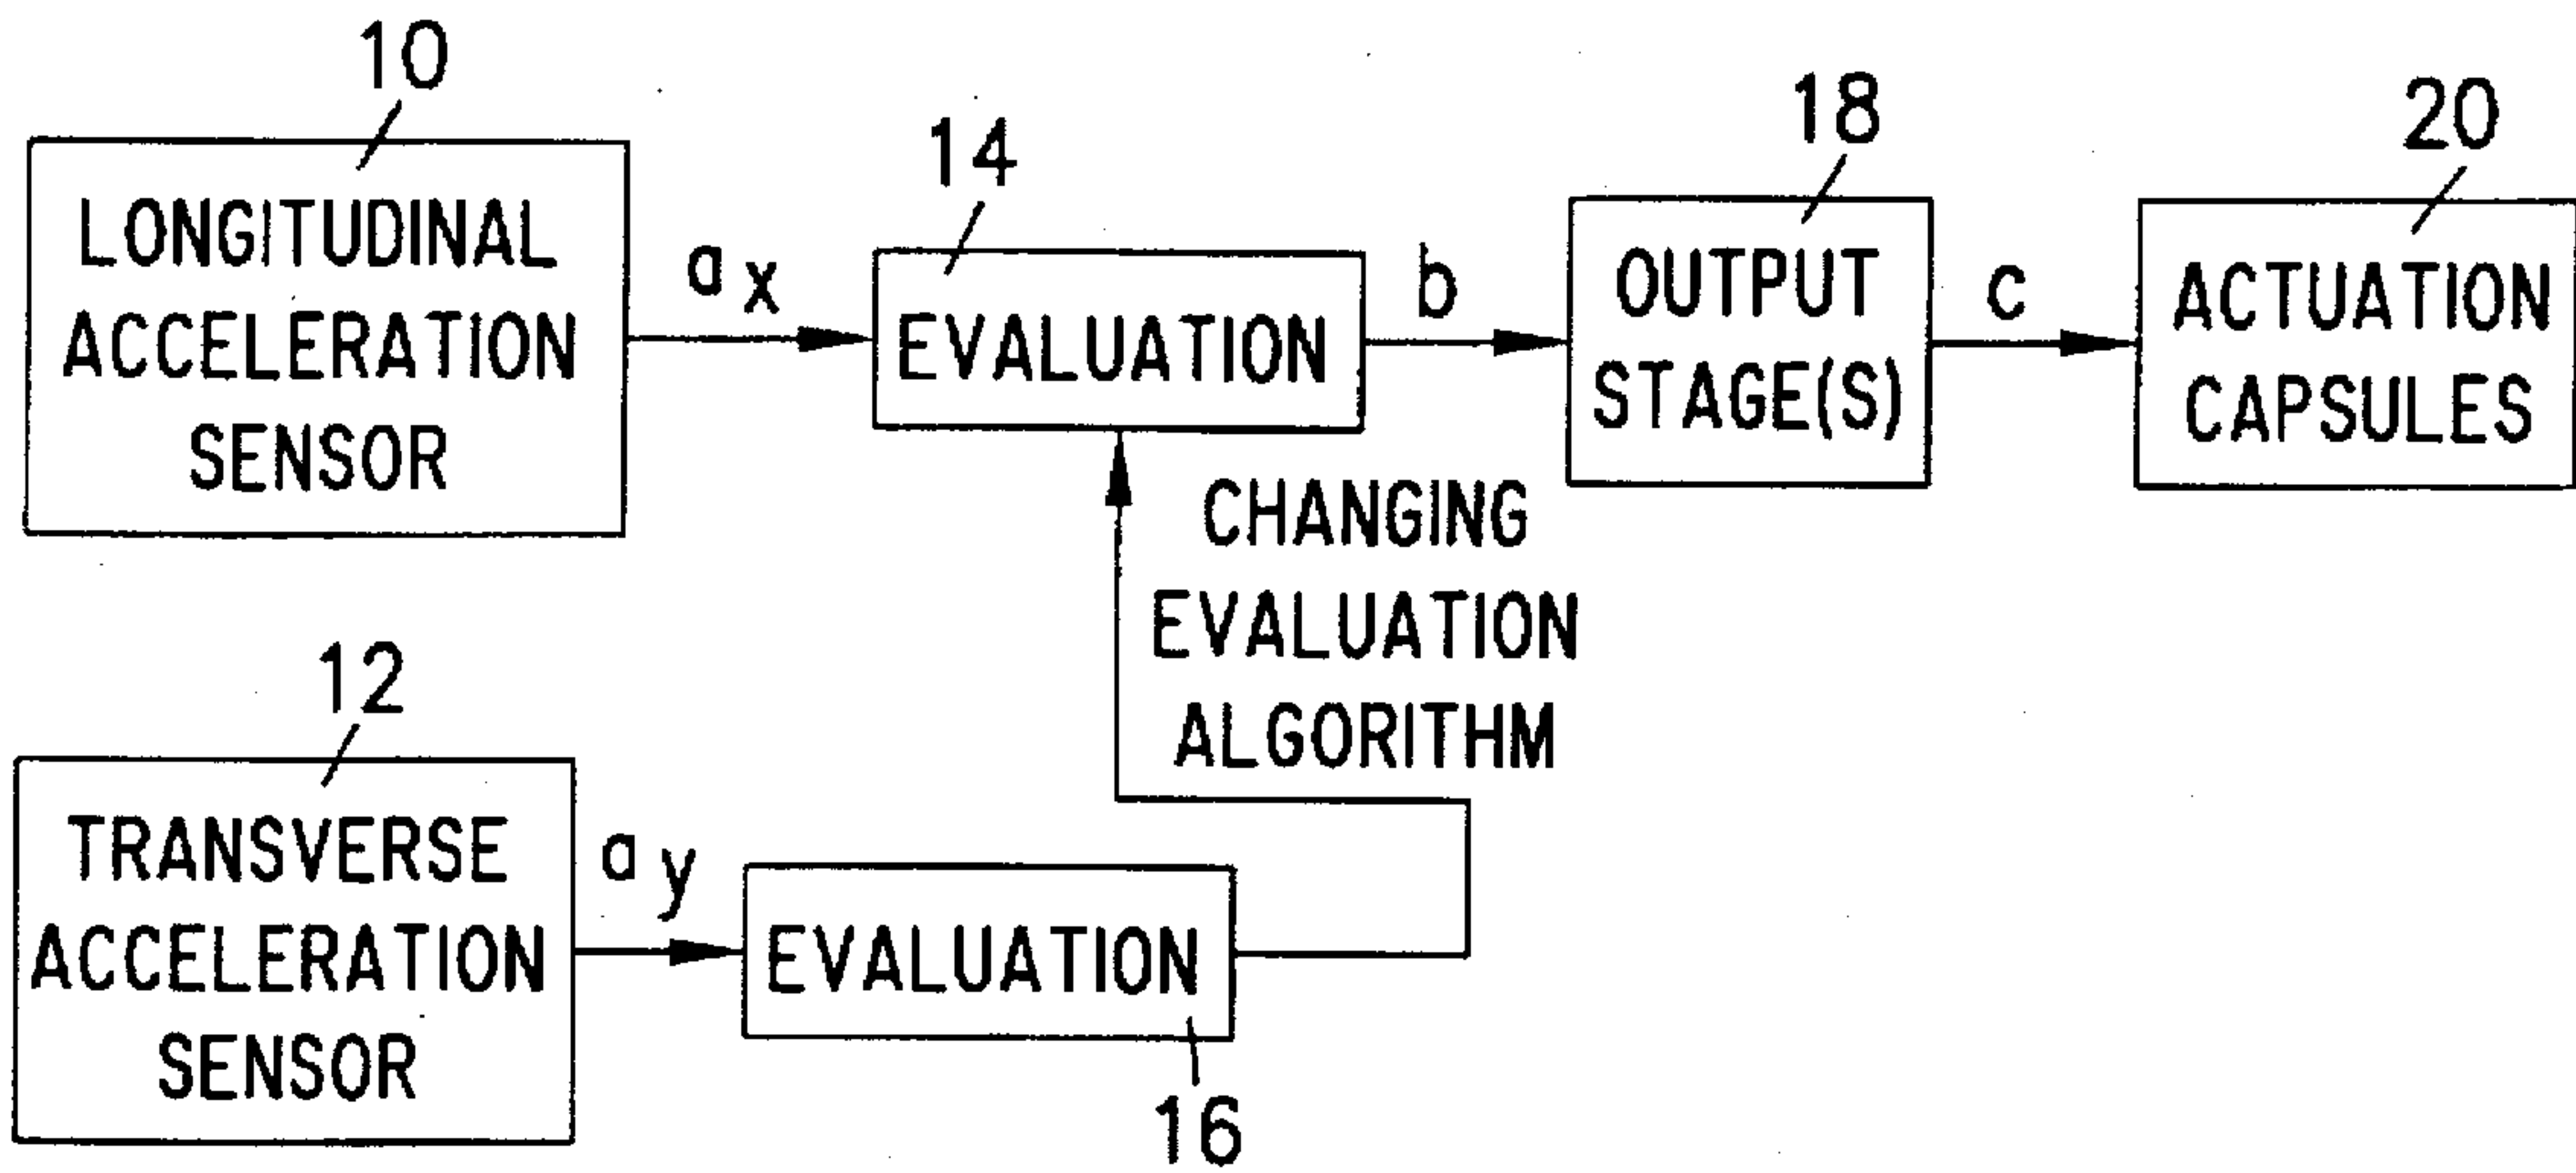 10
LONGITUDINAL
ACCELERATION
SENSOR
a x
14
EVALUATION
b
18
OUTPUT
STAGE(S)
c
20
ACTUATION
CAPSULES
CHANGING
EVALUATION
ALGORITHM
12
TRANSVERSE
ACCELERATION
SENSOR
a y
EVALUATION
16